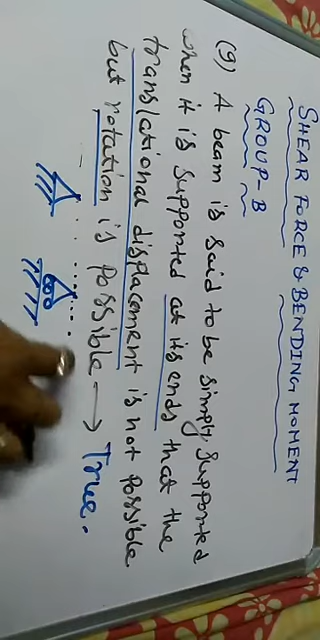 SHEAR FORCE & BENDING MOMENT
GROUP-B
(9) A beam is said to be simply supported
when it is supported at its ends that the
translational displacement is not possible
but rotation is possible → True.